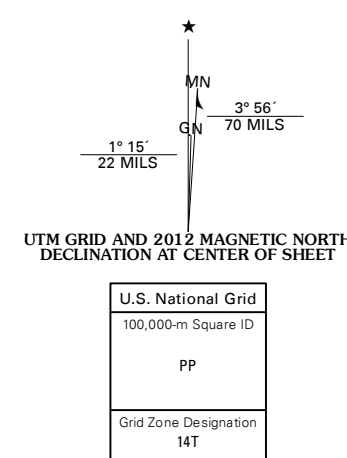 ★
MN
3° 56´
70 MILS
GN
1° 15´
22 MILS
UTM GRID AND 2012 MAGNETIC NORTH
DECLINATION AT CENTER OF SHEET
U.S. National Grid
100,000-m Square ID
PP
Grid Zone Designation
14T